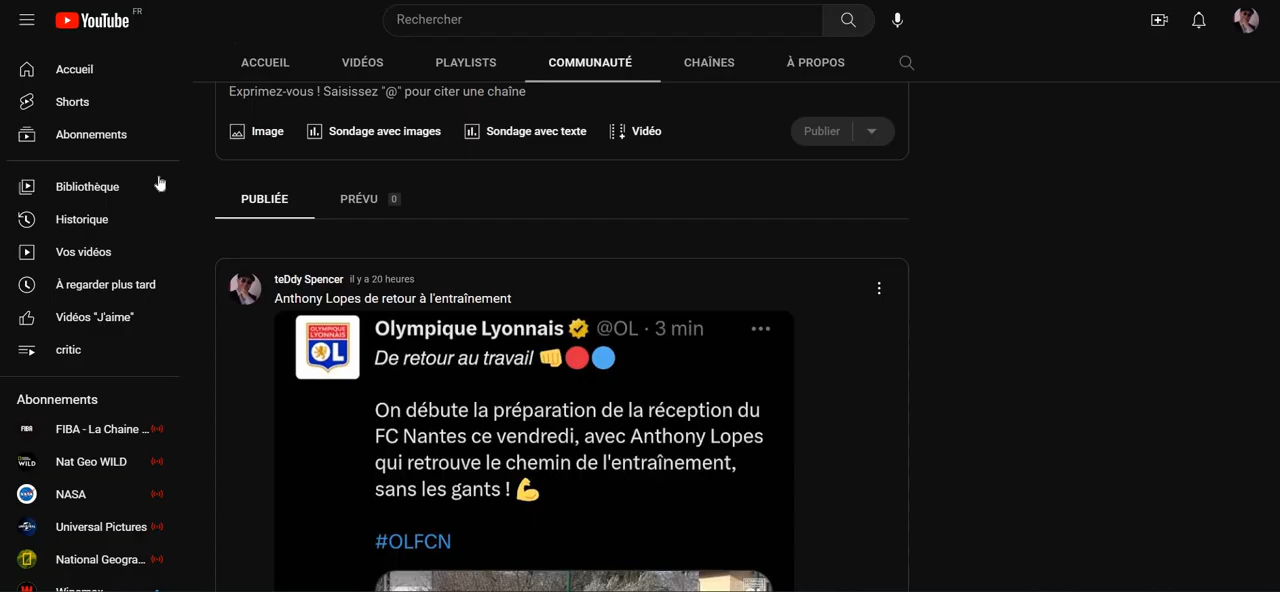 YouTube FR
Rechercher
Accueil
Shorts
Abonnements
Bibliothèque
Historique
Vos vidéos
À regarder plus tard
Vidéos "J'aime"
critic
Abonnements
FIBA - La Chaine ...
Nat Geo WILD
NASA
Universal Pictures
National Geogra...
ACCUEIL VIDÉOS PLAYLISTS COMMUNAUTÉ CHAÎNES À PROPOS
Exprimez-vous ! Saisissez "@" pour citer une chaîne
Image Sondage avec images Sondage avec texte Vidéo Publier
PUBLIÉE PRÉVU 0
teDdy Spencer il y a 20 heures
Anthony Lopes de retour à l'entraînement
OLYMPIQUE LYONNAIS OL
Olympique Lyonnais @OL · 3 min
De retour au travail 👊🔴🔵
On débute la préparation de la réception du
FC Nantes ce vendredi, avec Anthony Lopes
qui retrouve le chemin de l'entraînement,
sans les gants ! 💪
#OLFCN